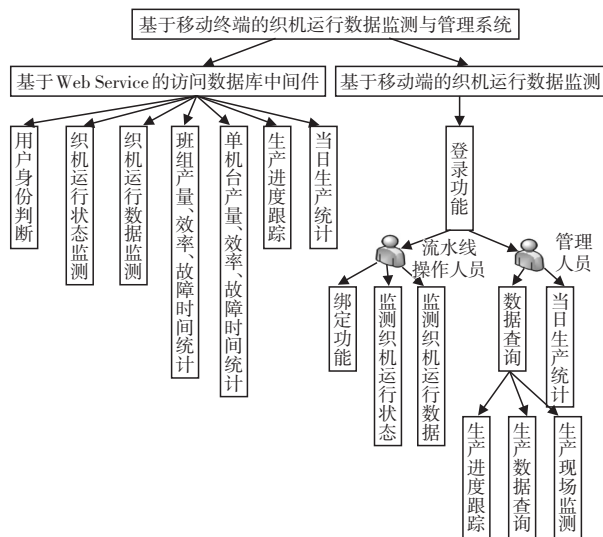 基于移动终端的织机运行数据监测与管理系统
基于Web Service的访问数据库中间件
基于移动端的织机运行数据监测
用户身份判断
织机运行状态监测
织机运行数据监测
班组产量、效率、故障时间统计
单机台产量、效率、故障时间统计
生产进度跟踪
当日生产统计
登录功能
流水线
操作人员
管理
人员
绑定功能
监测织机运行状态
监测织机运行数据
数据查询
当日生产统计
生产进度跟踪
生产数据查询
生产现场监测